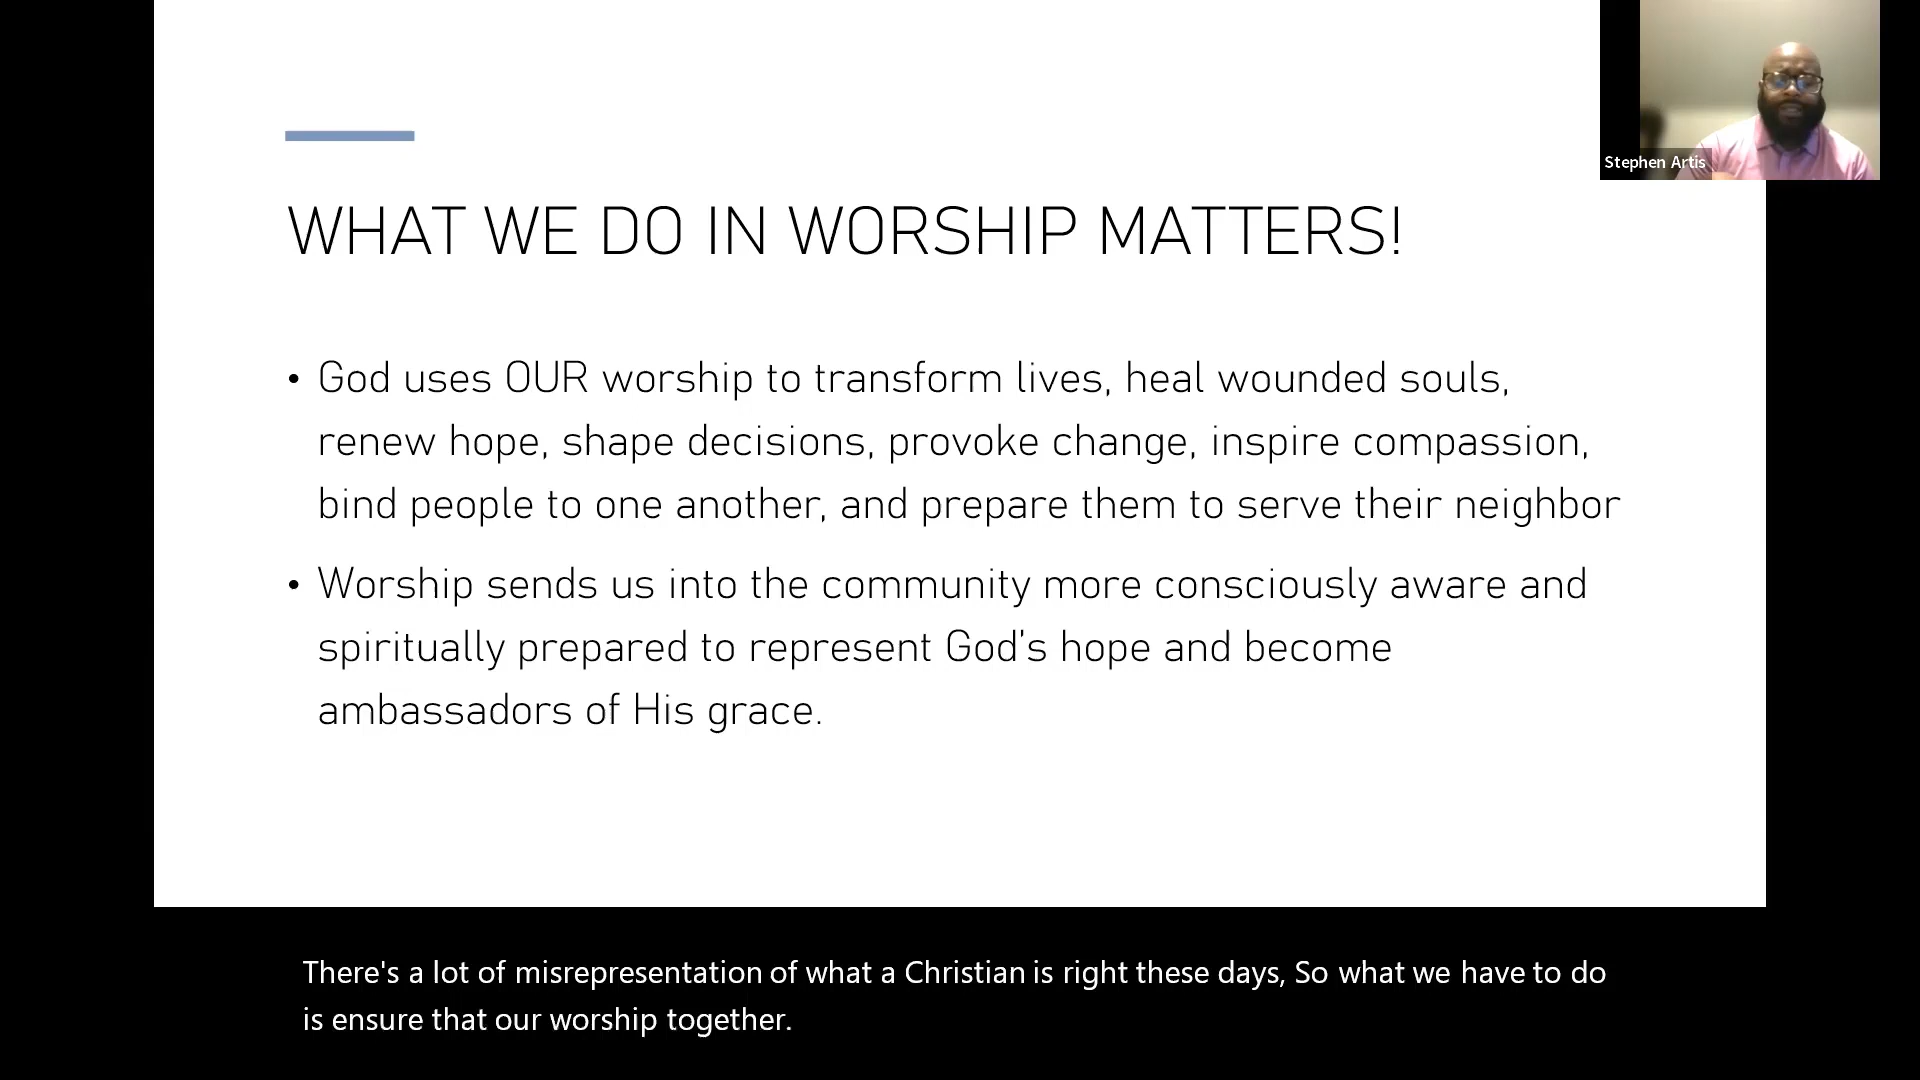 Stephen Artis
WHAT WE DO IN WORSHIP MATTERS!
• God uses OUR worship to transform lives, heal wounded souls,
renew hope, shape decisions, provoke change, inspire compassion,
bind people to one another, and prepare them to serve their neighbor
• Worship sends us into the community more consciously aware and
spiritually prepared to represent God's hope and become
ambassadors of His grace.
There's a lot of misrepresentation of what a Christian is right these days, So what we have to do
is ensure that our worship together.